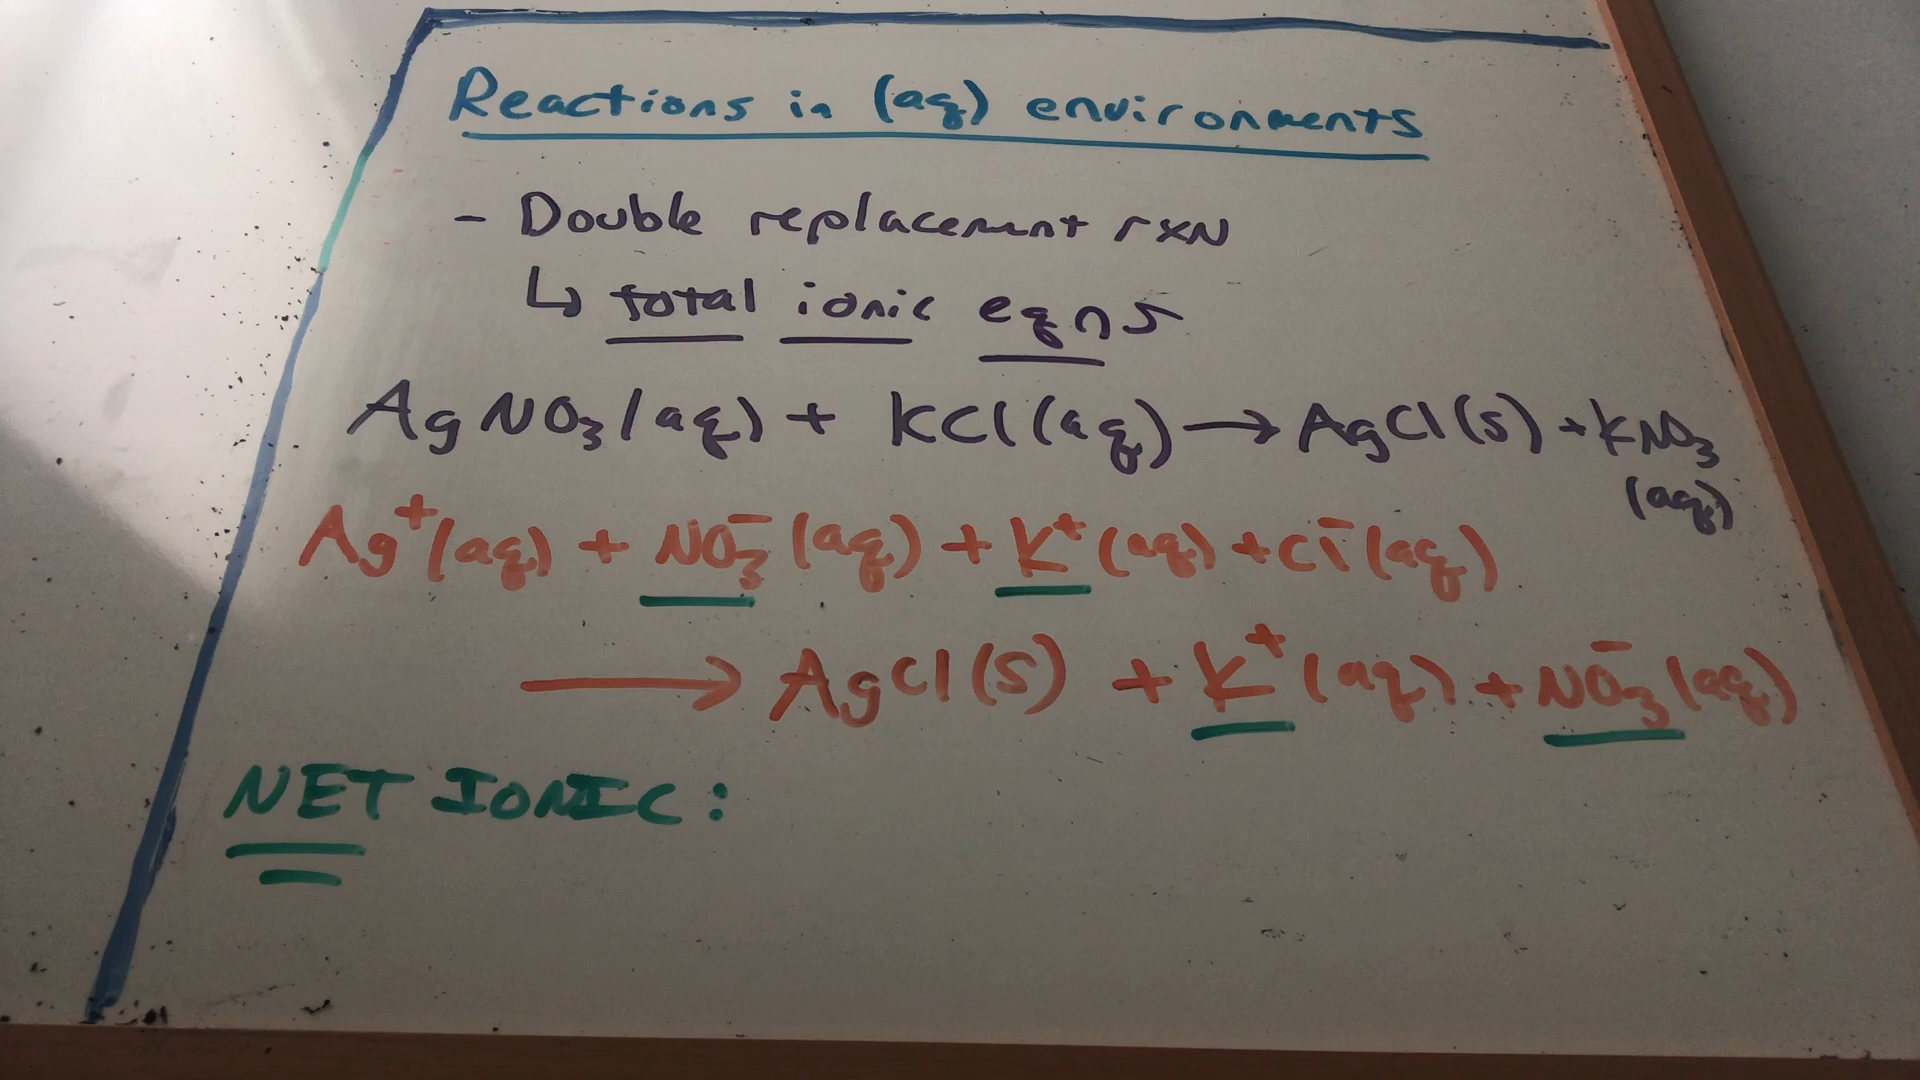 Reactions in (aq) environments
- Double replacement rxN
↳ total ionic eqns
AgNO₃(aq) + KCl(aq) → AgCl(s) + KNO₃
(aq)
Ag⁺(aq) + NO₃⁻(aq) + K⁺(aq) + Cl⁻(aq)
→ AgCl(s) + K⁺(aq) + NO₃⁻(aq)
NET IONIC: